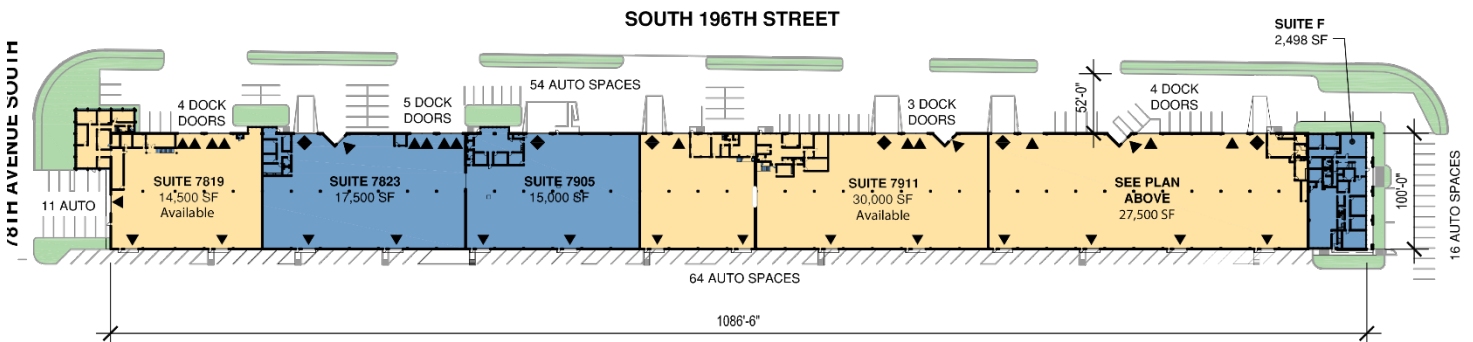 SOUTH 196TH STREET
SUITE F
2,498 SF
78TH AVENUE SOUTH
54 AUTO SPACES
4 DOCK
DOORS
5 DOCK
DOORS
3 DOCK
DOORS
52'-0"
4 DOCK
DOORS
SUITE 7819
14,500 SF
Available
SUITE 7823
17,500 SF
SUITE 7905
15,000 SF
SUITE 7911
30,000 SF
Available
SEE PLAN
ABOVE
27,500 SF
100'-0"
11 AUTO
16 AUTO SPACES
64 AUTO SPACES
1086'-6"